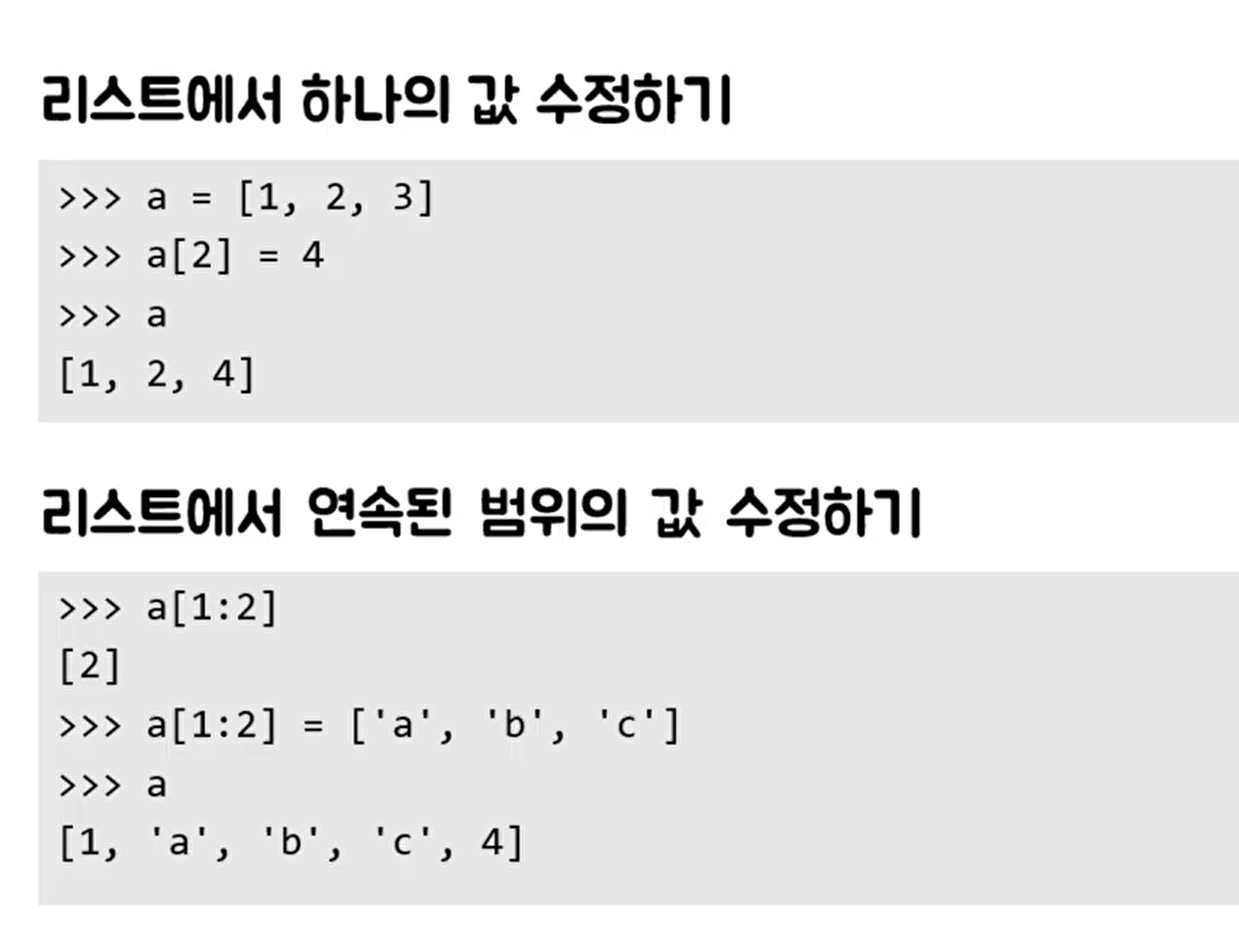 리스트에서 하나의 값 수정하기
>>> a = [1, 2, 3]
>>> a[2] = 4
>>> a
[1, 2, 4]
리스트에서 연속된 범위의 값 수정하기
>>> a[1:2]
[2]
>>> a[1:2] = ['a', 'b', 'c']
>>> a
[1, 'a', 'b', 'c', 4]